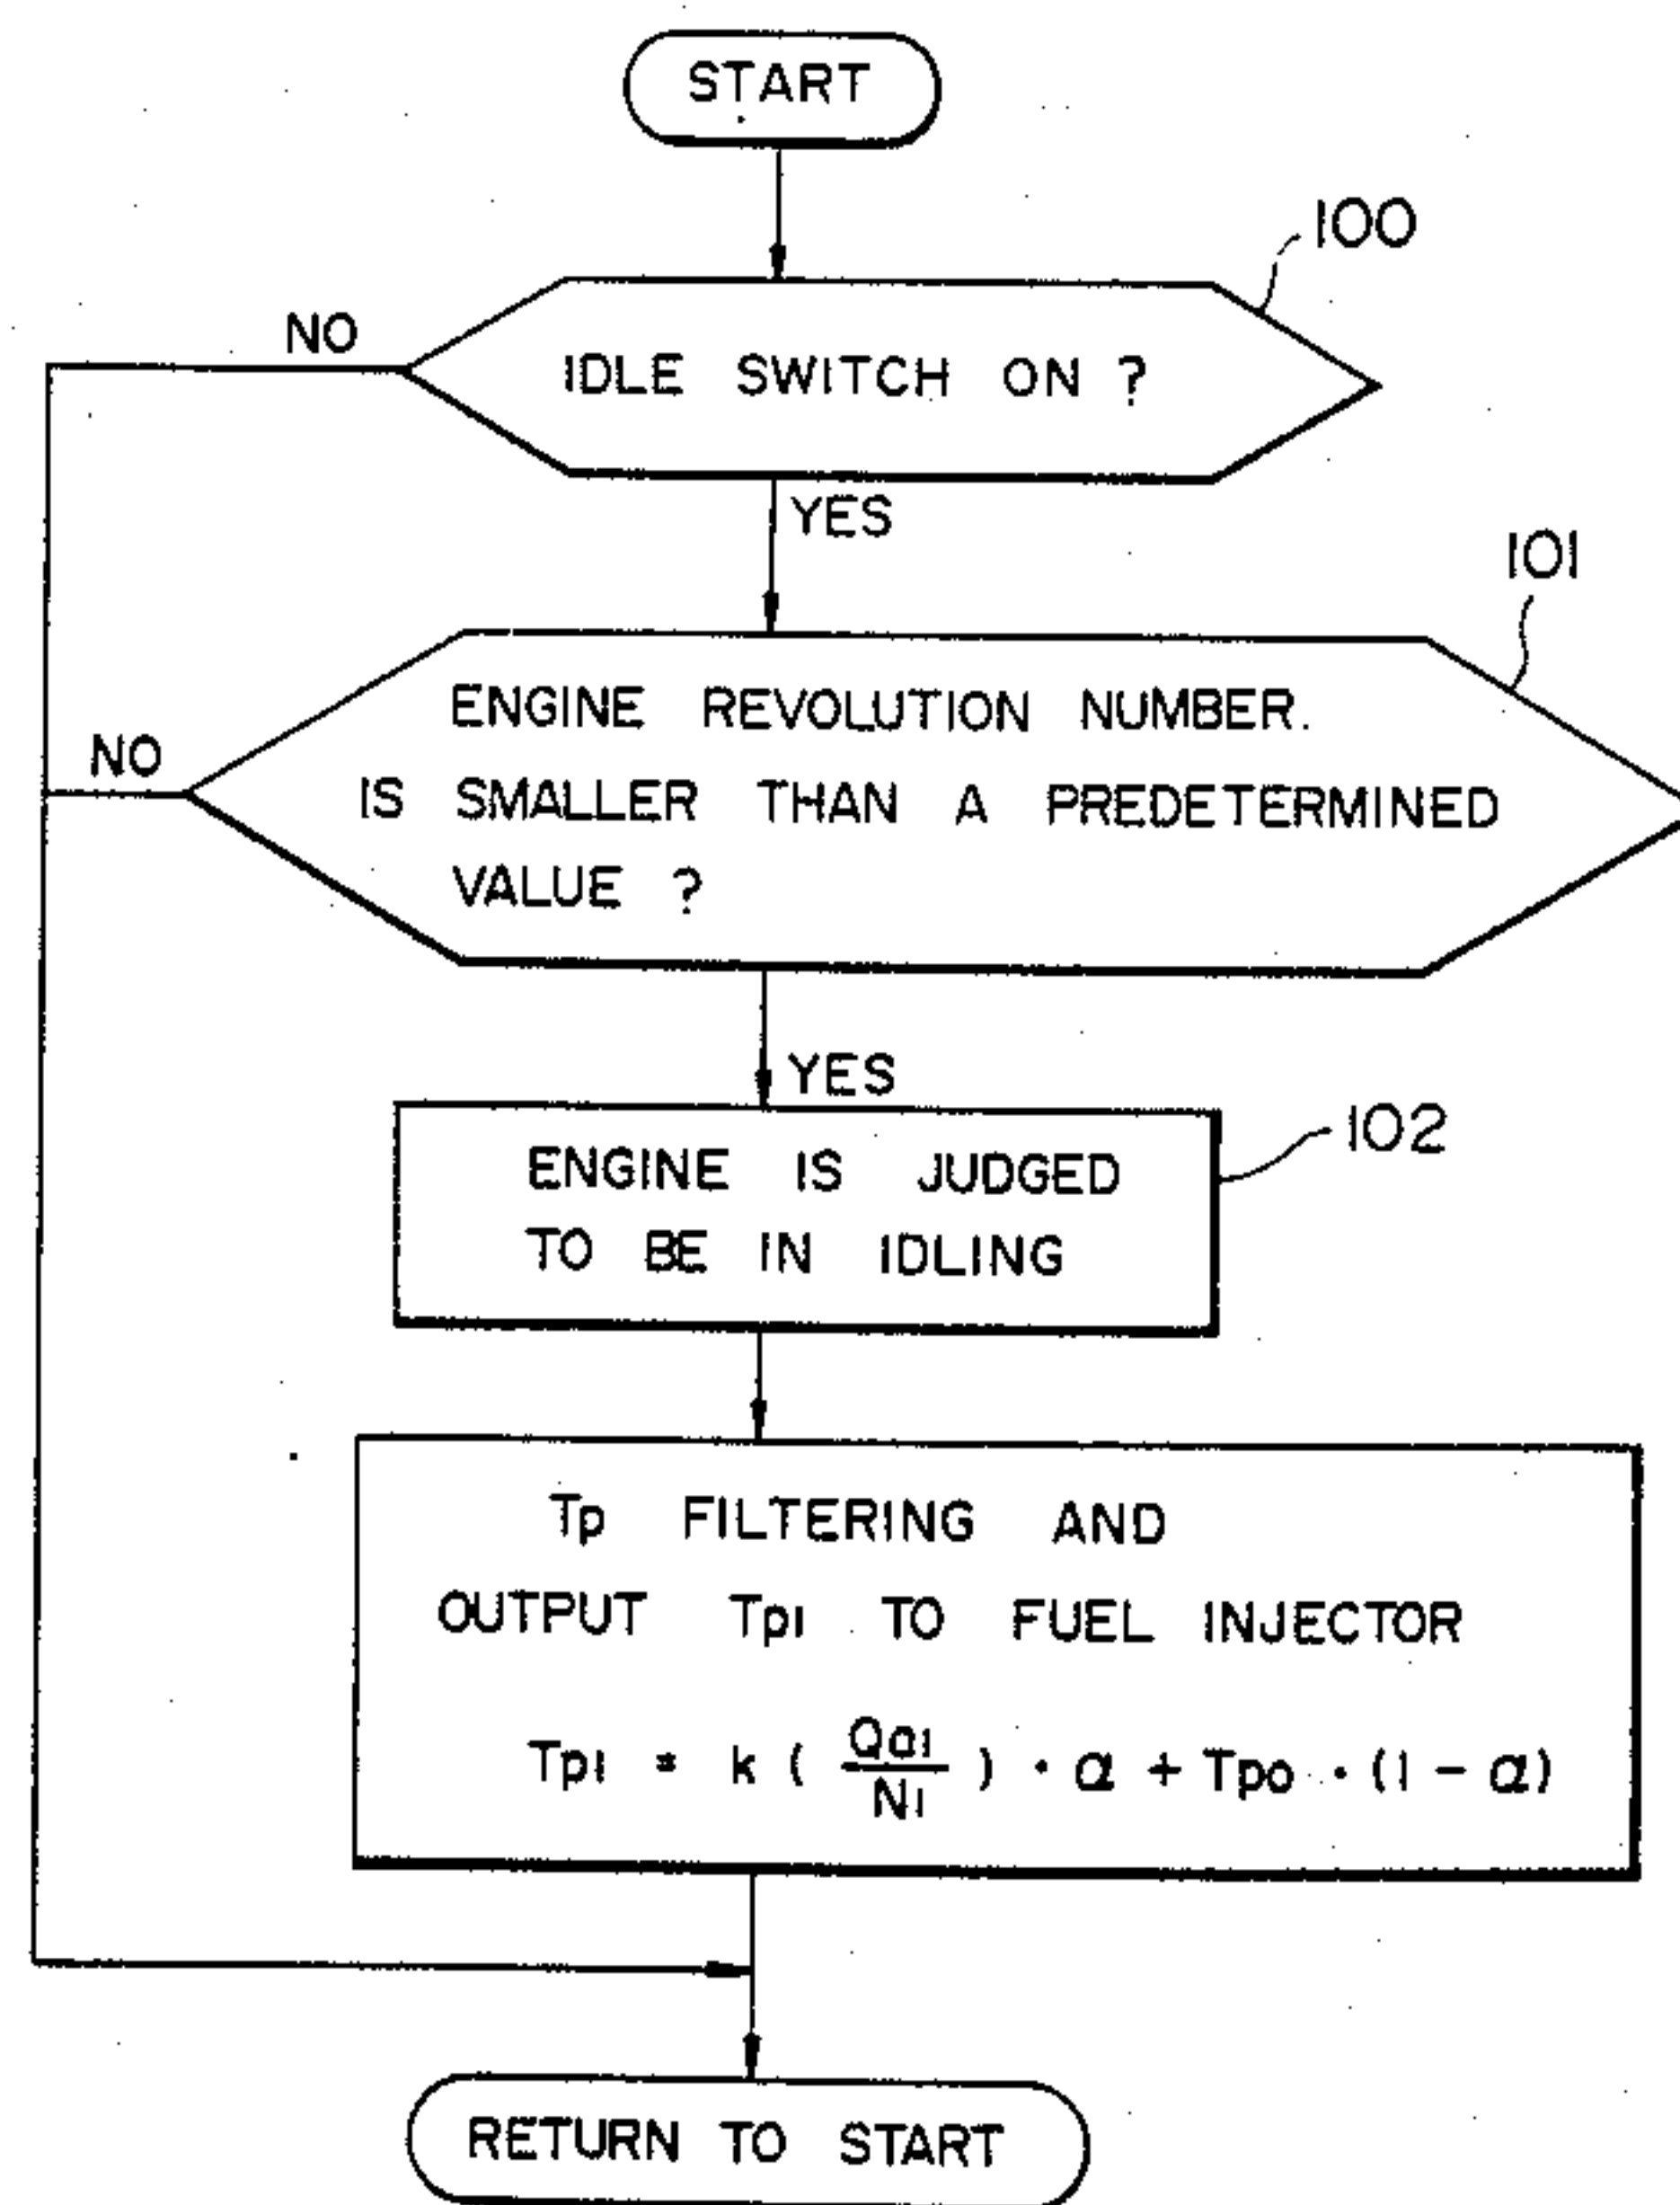 START
100
NO
IDLE SWITCH ON ?
YES
101
ENGINE REVOLUTION NUMBER.
NO
IS SMALLER THAN A PREDETERMINED
VALUE ?
YES
102
ENGINE IS JUDGED
TO BE IN IDLING
Tp FILTERING AND
OUTPUT Tp1 TO FUEL INJECTOR
Tp1 = k ( Qa1 / N1 ) · α + Tpo · (1 - α)
RETURN TO START